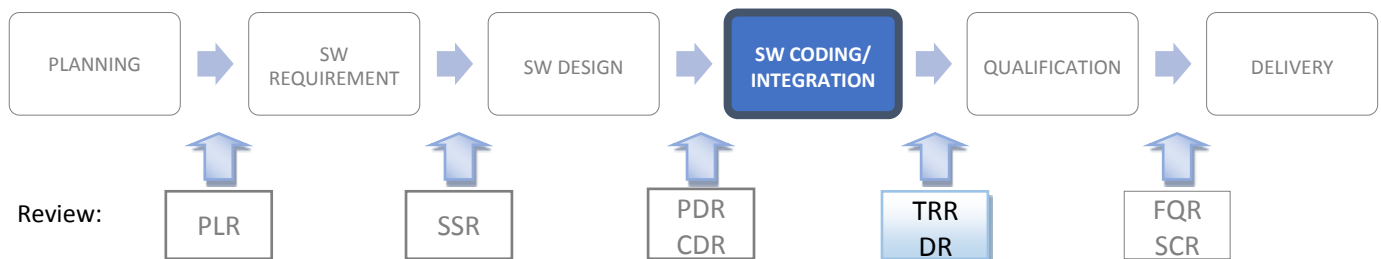 PLANNING
SW
REQUIREMENT
SW DESIGN
SW CODING/
INTEGRATION
QUALIFICATION
DELIVERY
Review:
PLR
SSR
PDR
CDR
TRR
DR
FQR
SCR